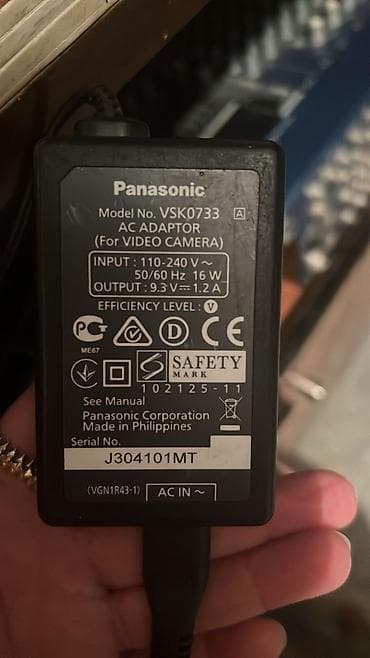 Panasonic
Model No. VSK0733 A
AC ADAPTOR
(For VIDEO CAMERA)
INPUT : 110-240 V ~
50/60 Hz 16 W
OUTPUT : 9.3 V ⎓ 1.2 A
EFFICIENCY LEVEL : V
PG D CE
ME67
S SAFETY
MARK
102125-11
See Manual
Panasonic Corporation
Made in Philippines
Serial No.
J304101MT
(VGN1R43-1) AC IN ~